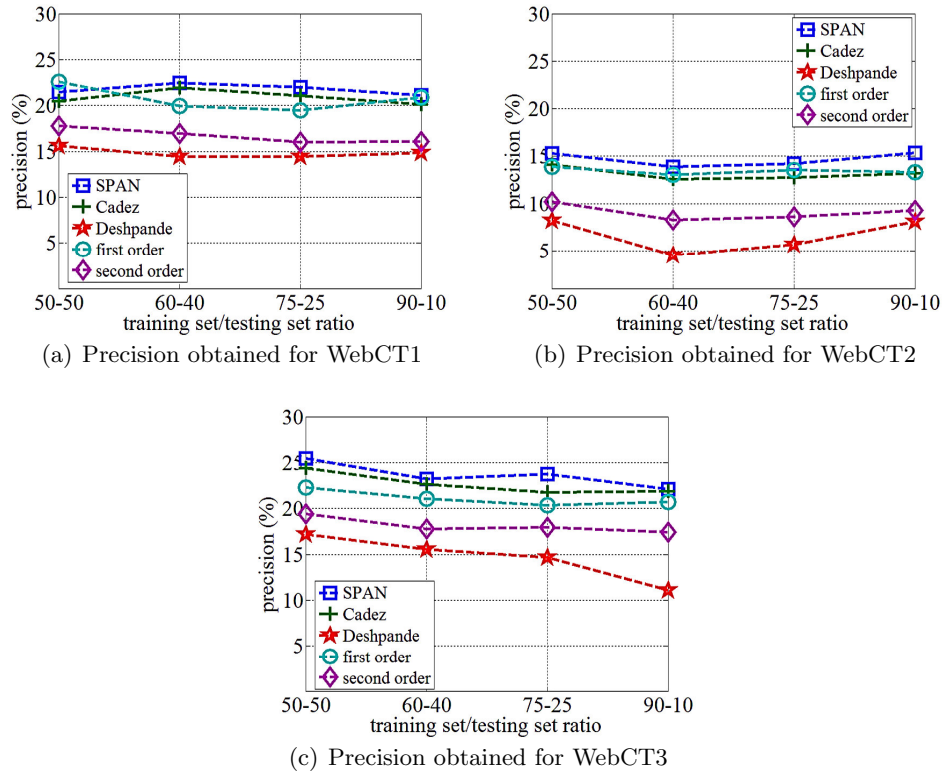 30
25
20
15
10
5
precision (%)
SPAN
Cadez
Deshpande
first order
second order
50-50 60-40 75-25 90-10
training set/testing set ratio
(a) Precision obtained for WebCT1
30
25
20
15
10
5
precision (%)
SPAN
Cadez
Deshpande
first order
second order
50-50 60-40 75-25 90-10
training set/testing set ratio
(b) Precision obtained for WebCT2
30
25
20
15
10
5
precision (%)
SPAN
Cadez
Deshpande
first order
second order
50-50 60-40 75-25 90-10
training set/testing set ratio
(c) Precision obtained for WebCT3